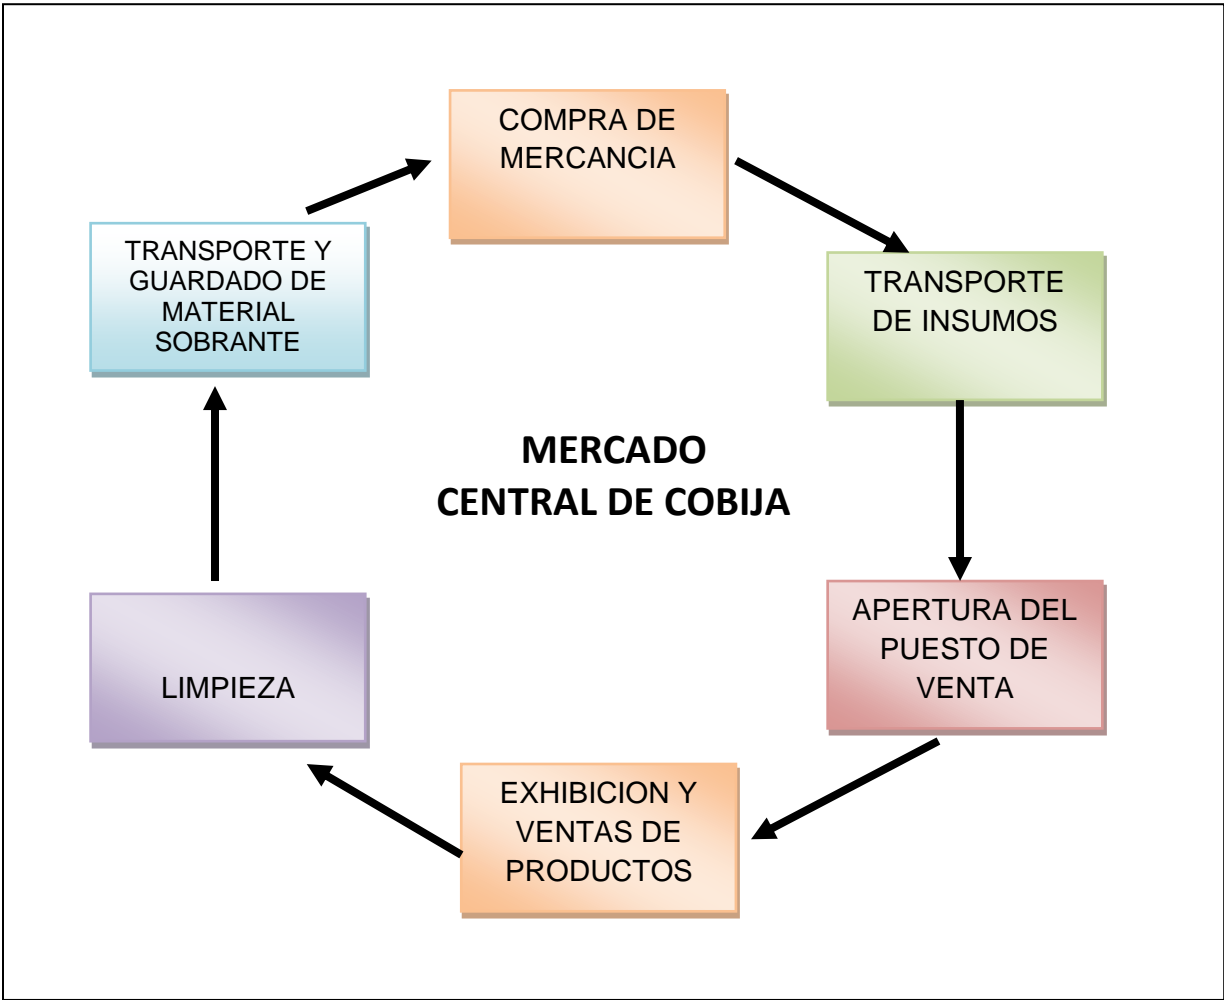 COMPRA DE
MERCANCIA
TRANSPORTE Y
GUARDADO DE
MATERIAL
SOBRANTE
TRANSPORTE
DE INSUMOS
MERCADO
CENTRAL DE COBIJA
LIMPIEZA
APERTURA DEL
PUESTO DE
VENTA
EXHIBICION Y
VENTAS DE
PRODUCTOS